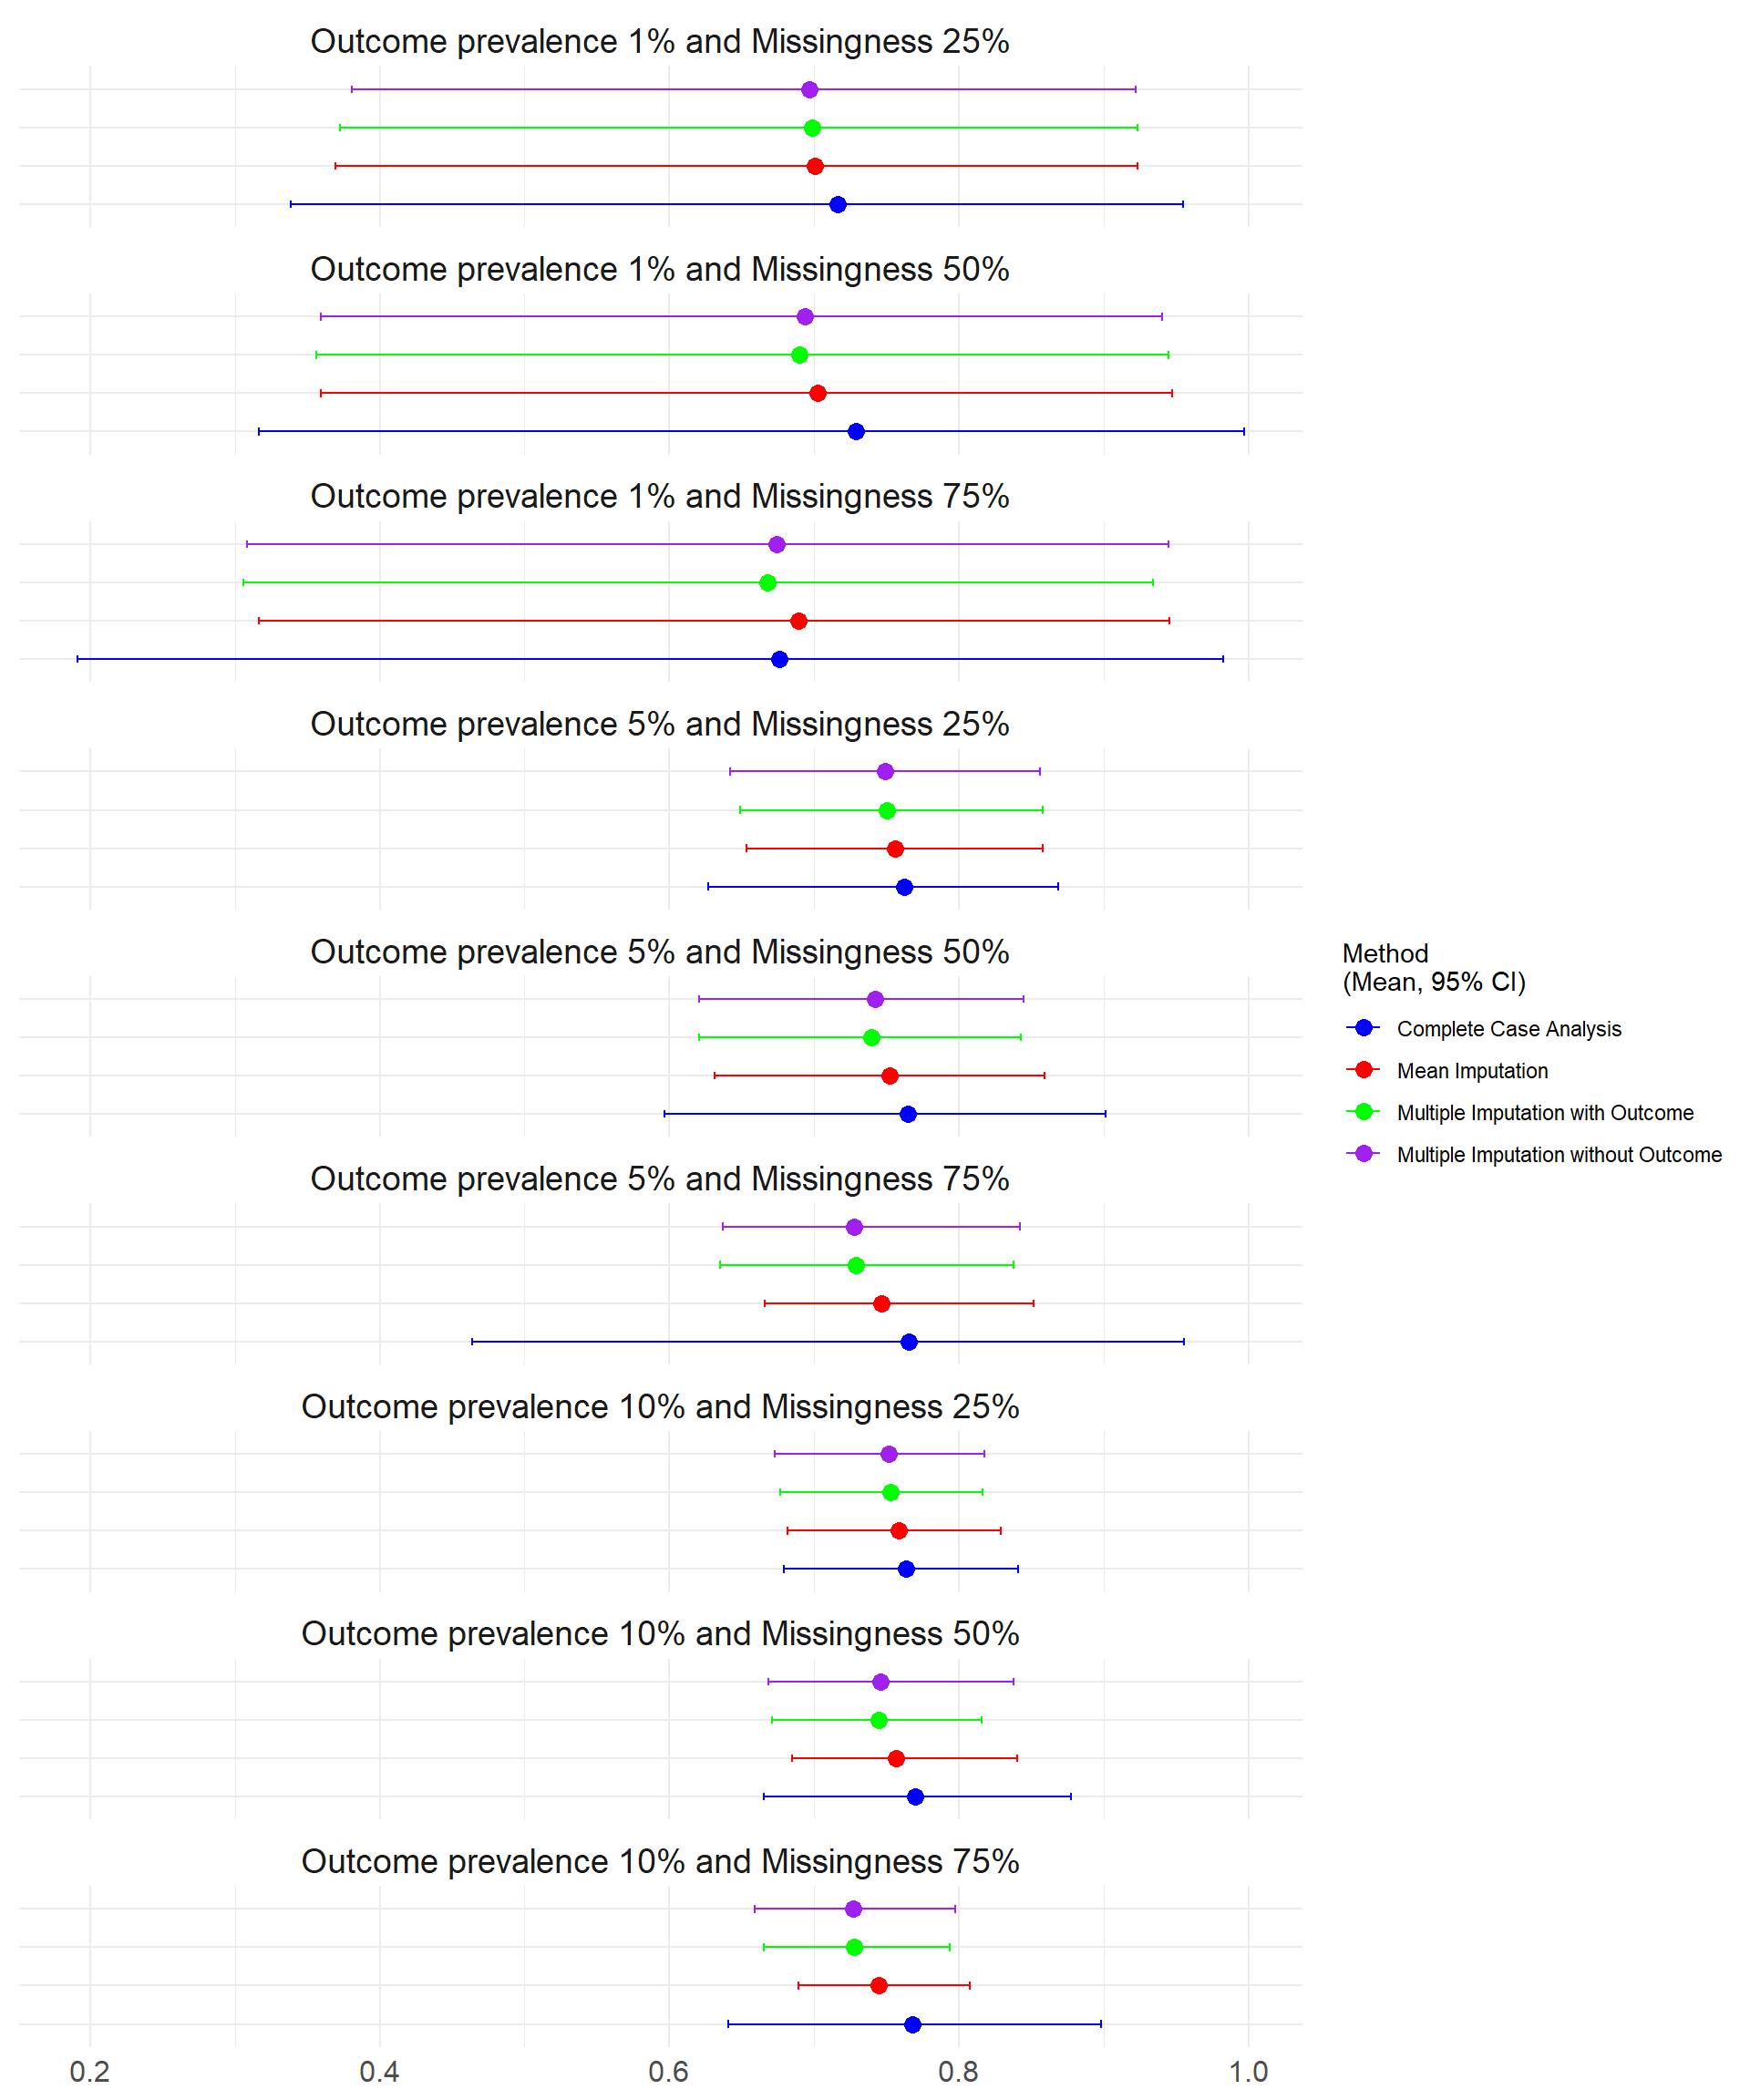 Outcome prevalence 1% and Missingness 25%
Outcome prevalence 1% and Missingness 50%
Outcome prevalence 1% and Missingness 75%
Outcome prevalence 5% and Missingness 25%
Outcome prevalence 5% and Missingness 50%
Outcome prevalence 5% and Missingness 75%
Outcome prevalence 10% and Missingness 25%
Outcome prevalence 10% and Missingness 50%
Outcome prevalence 10% and Missingness 75%
0.2 0.4 0.6 0.8 1.0
Method
(Mean, 95% CI)
Complete Case Analysis
Mean Imputation
Multiple Imputation with Outcome
Multiple Imputation without Outcome